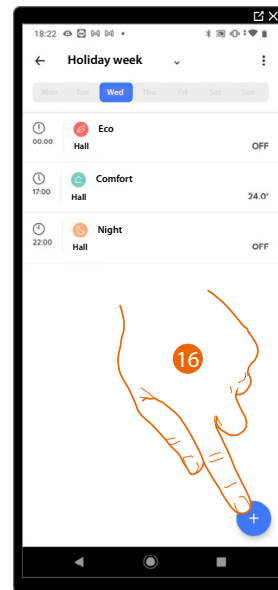 18:22
Holiday week
Mon Tue Wed Thu Fri Sat Sun
Eco
00:00 Hall OFF
Comfort
17:00 Hall 24.0°
Night
22:00 Hall OFF
16
+